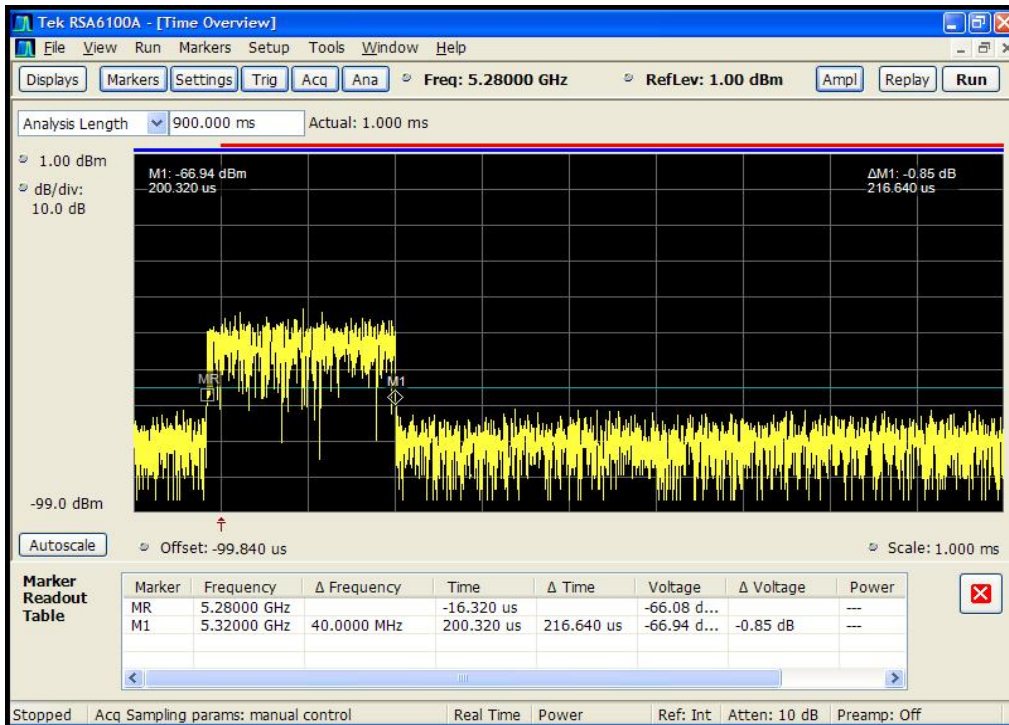 Tek RSA6100A - [Time Overview]
File View Run Markers Setup Tools Window Help
Displays Markers Settings Trig Acq Ana Freq: 5.28000 GHz RefLev: 1.00 dBm Ampl Replay Run
Analysis Length 900.000 ms Actual: 1.000 ms
1.00 dBm
dB/div:
10.0 dB
M1: -66.94 dBm
200.320 us
ΔM1: -0.85 dB
216.640 us
MR
M1
-99.0 dBm
Autoscale Offset: -99.840 us Scale: 1.000 ms
Marker
Readout
Table
Marker Frequency Δ Frequency Time Δ Time Voltage Δ Voltage Power
MR 5.28000 GHz -16.320 us -66.08 d... ---
M1 5.32000 GHz 40.0000 MHz 200.320 us 216.640 us -66.94 d... -0.85 dB ---
Stopped Acq Sampling params: manual control Real Time Power Ref: Int Atten: 10 dB Preamp: Off